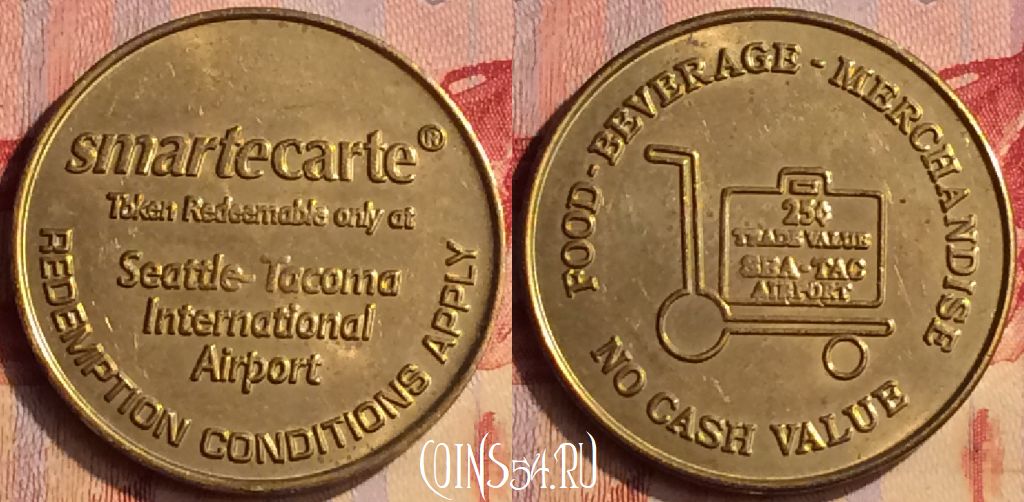 smartecarte®
Token Redeemable only at
Seattle-Tacoma
International
Airport
REDEMPTION CONDITIONS APPLY
FOOD - BEVERAGE - MERCHANDISE
25¢
TRADE VALUE
SEA-TAC
AIRPORT
NO CASH VALUE
COINS54.RU